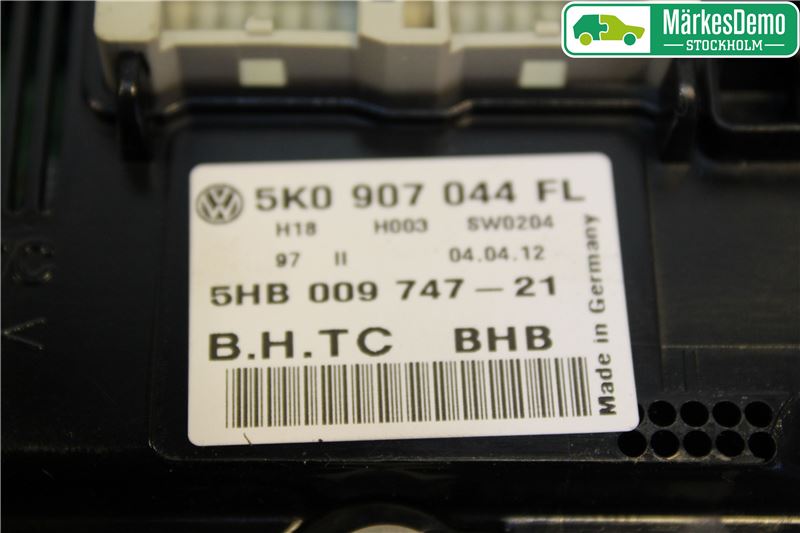 MärkesDemo
STOCKHOLM
VW 5K0 907 044 FL
H18 H003 SW0204
97 II 04.04.12
5HB 009 747-21
B.H.TC BHB
Made in Germany